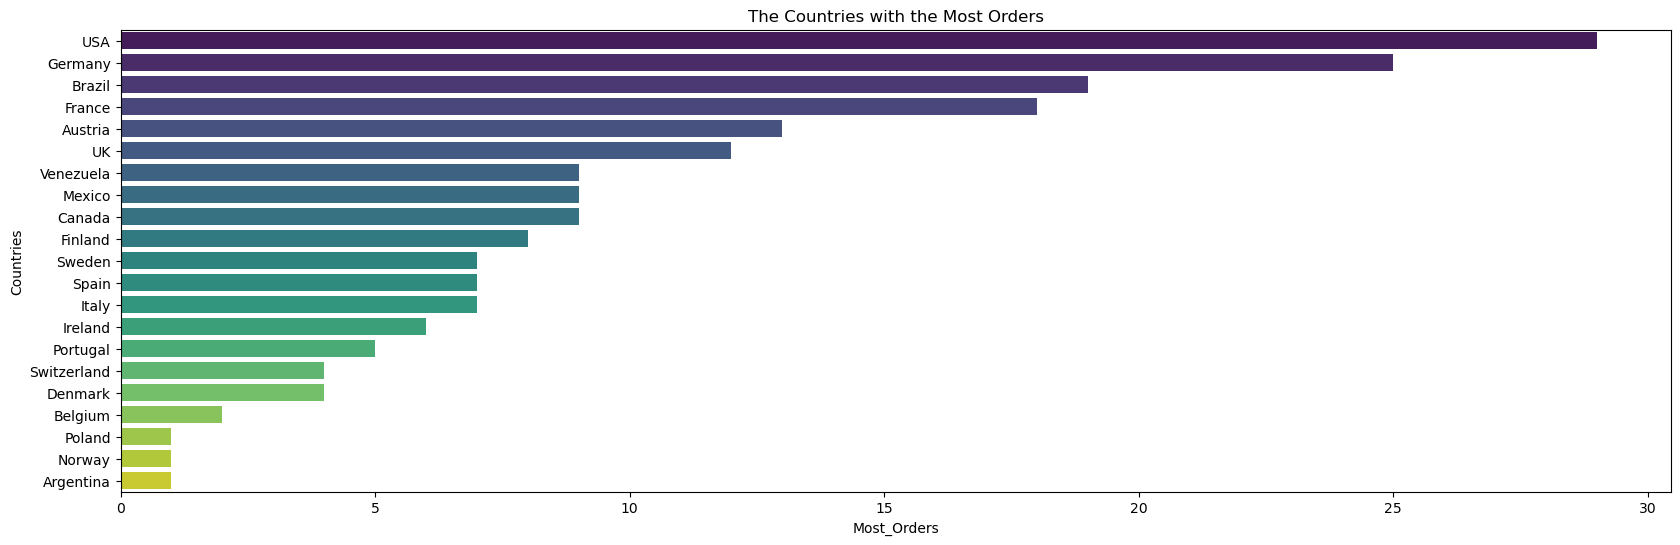 The Countries with the Most Orders
USA
Germany
Brazil
France
Austria
UK
Venezuela
Mexico
Canada
Finland
Sweden
Spain
Italy
Ireland
Portugal
Switzerland
Denmark
Belgium
Poland
Norway
Argentina
Countries
0 5 10 15 20 25 30
Most_Orders